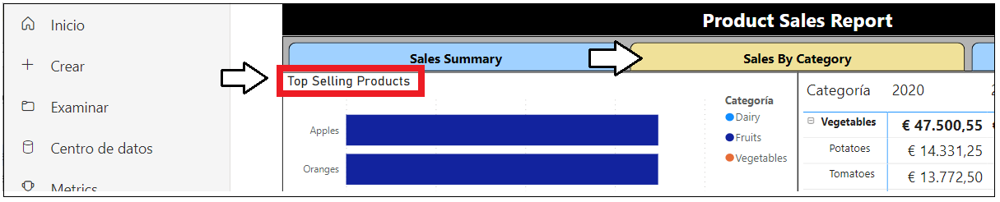 Inicio
Crear
Examinar
Centro de datos
Metrics
Product Sales Report
Sales Summary
Sales By Category
Top Selling Products
Apples
Oranges
Categoría
Dairy
Fruits
Vegetables
Categoría 2020
Vegetables € 47.500,55
Potatoes € 14.331,25
Tomatoes € 13.772,50